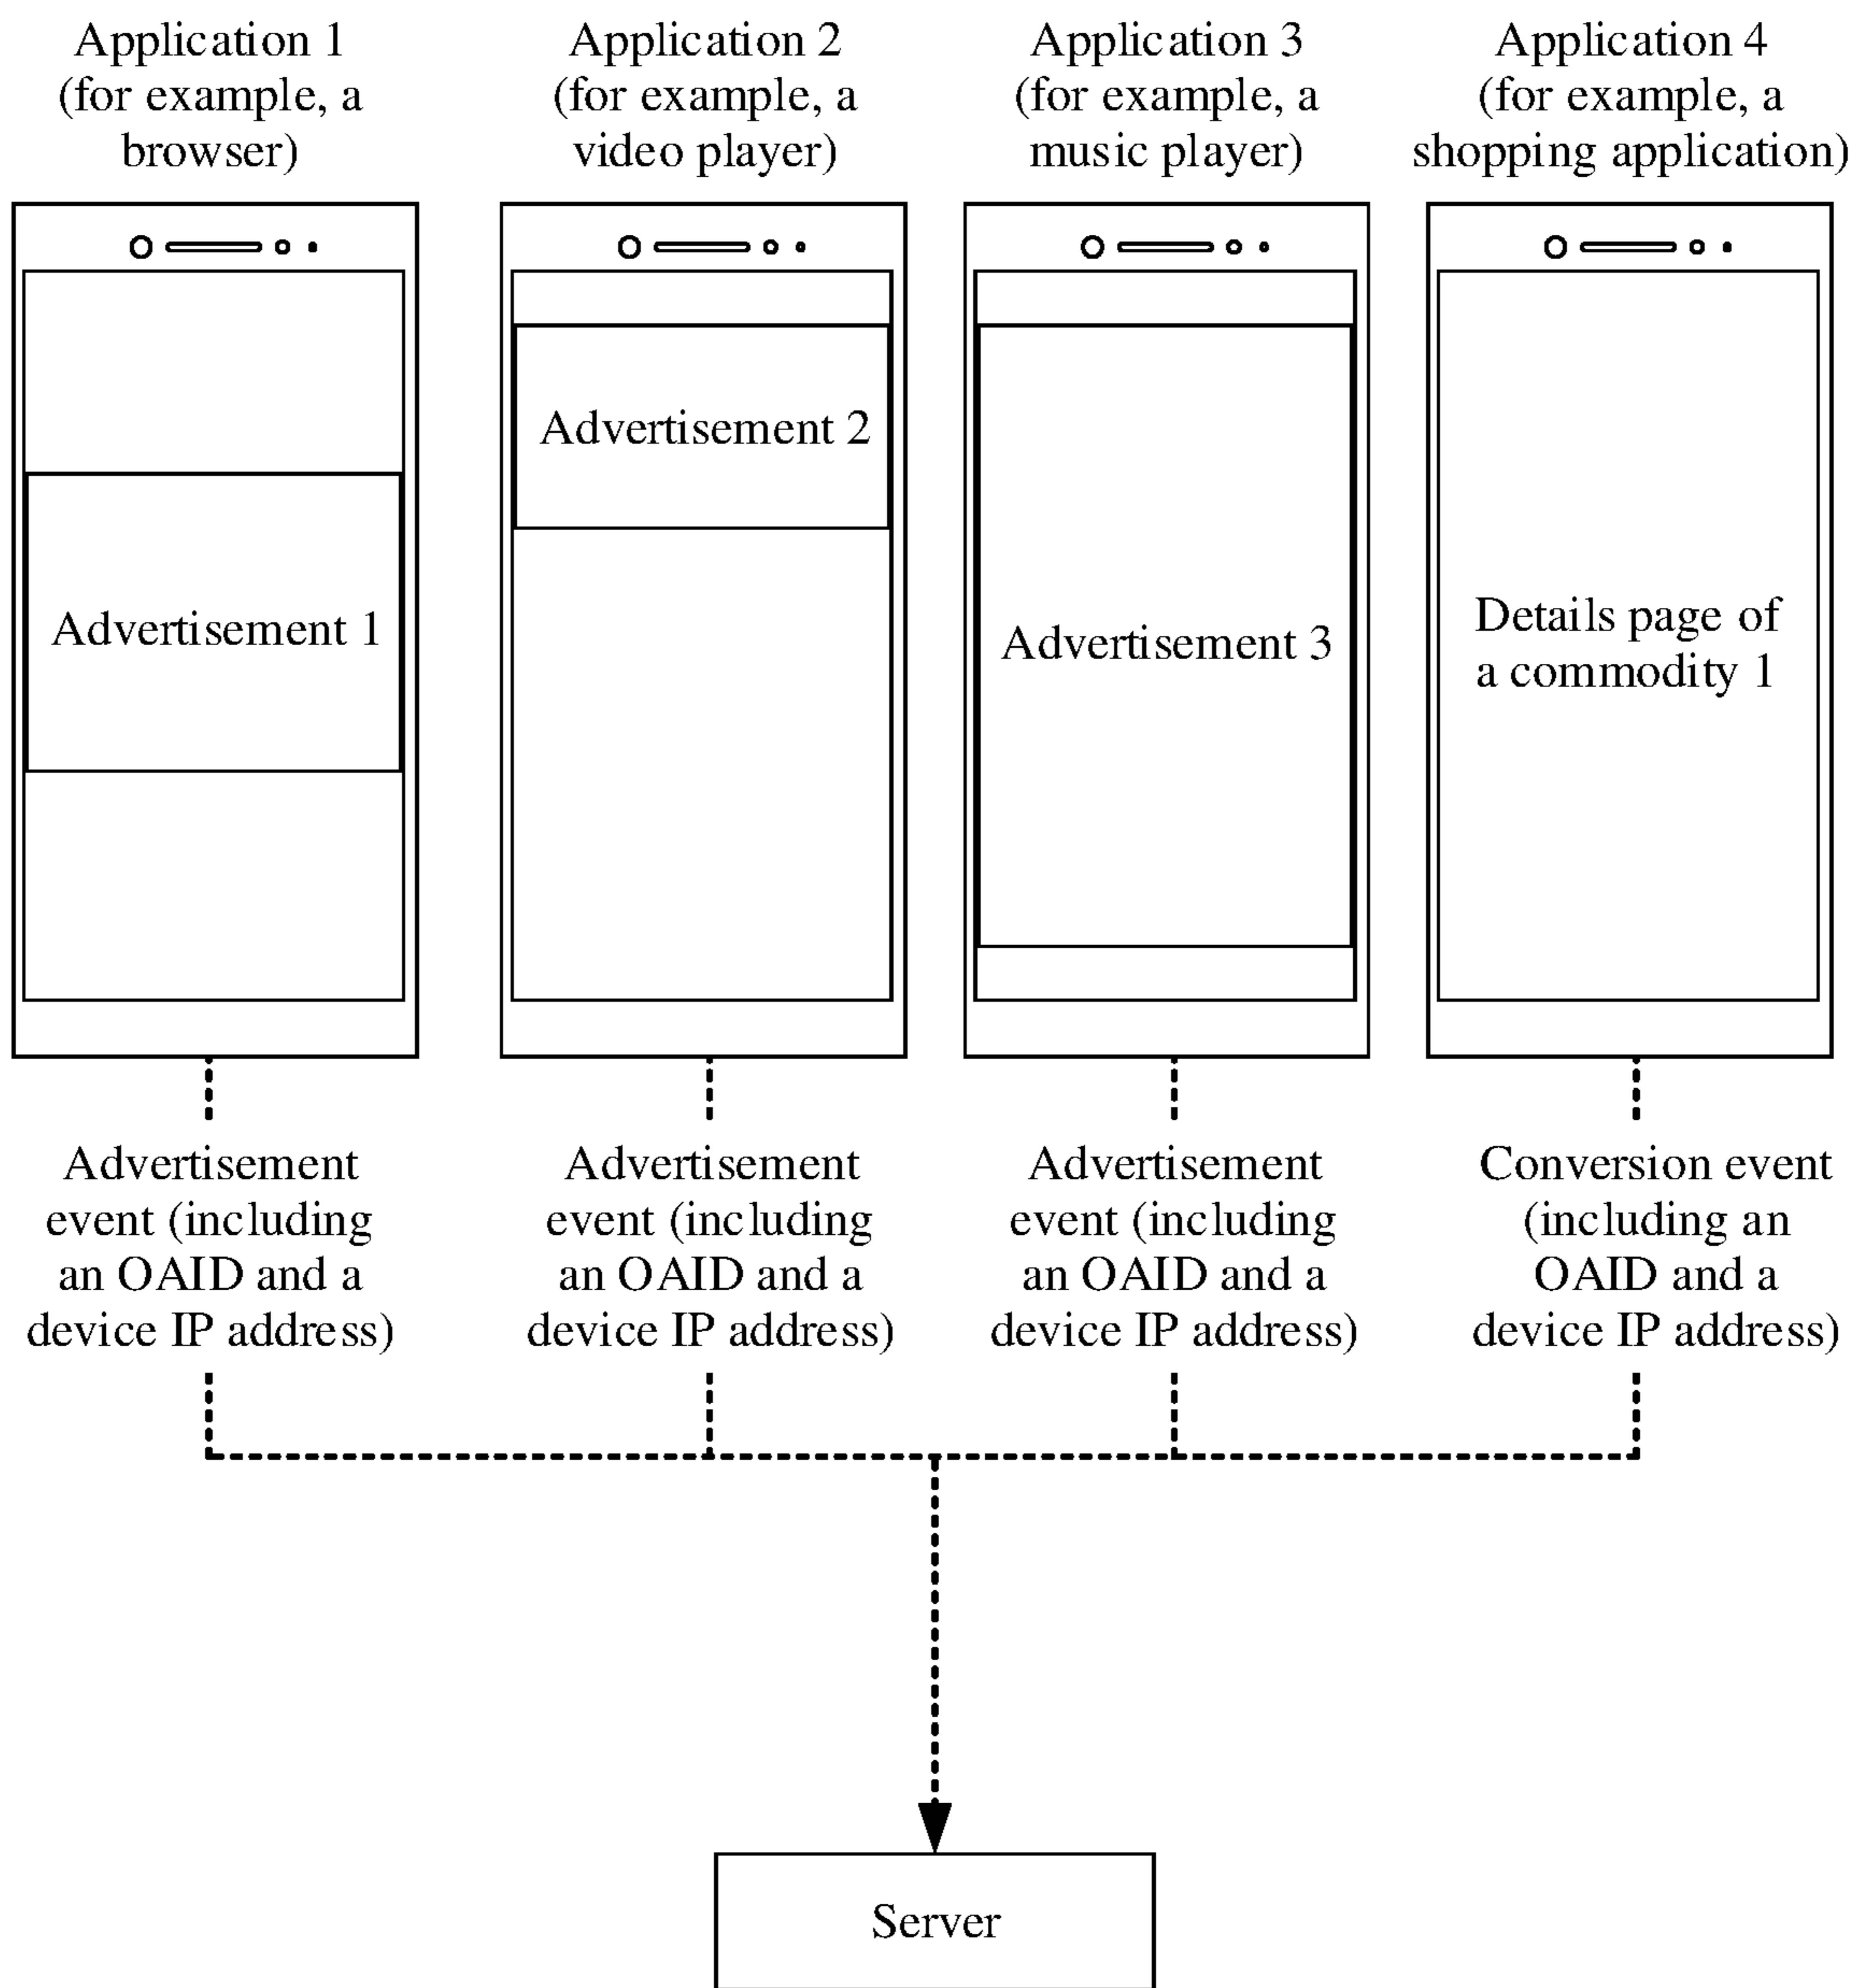 Application 1
(for example, a
browser)
Application 2
(for example, a
video player)
Application 3
(for example, a
music player)
Application 4
(for example, a
shopping application)
Advertisement 1
Advertisement 2
Advertisement 3
Details page of
a commodity 1
Advertisement
event (including
an OAID and a
device IP address)
Advertisement
event (including
an OAID and a
device IP address)
Advertisement
event (including
an OAID and a
device IP address)
Conversion event
(including an
OAID and a
device IP address)
Server